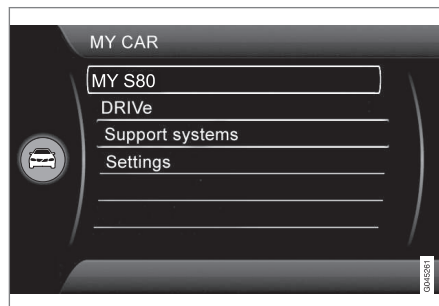 MY CAR
MY S80
DRIVe
Support systems
Settings
G045261